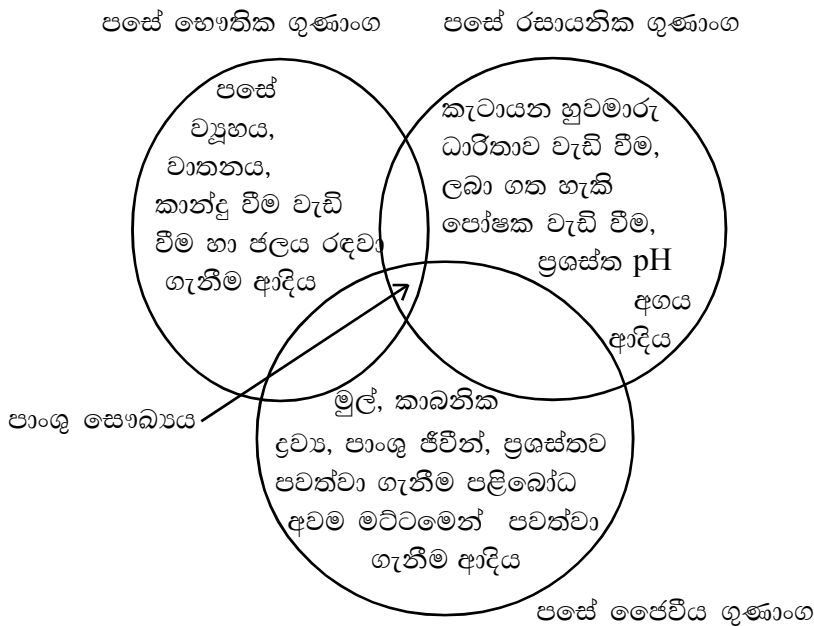 පසේ භෞතික ගුණාංග
පසේ රසායනික ගුණාංග
පසේ
ව්‍යූහය,
වාතනය,
කාන්දු වීම වැඩි
වීම හා ජලය රඳවා
ගැනීම ආදිය
කැටායන හුවමාරු
ධාරිතාව වැඩි වීම,
ලබා ගත හැකි
පෝෂක වැඩි වීම,
ප්‍රශස්ත pH
අගය
ආදිය
පාංශු සෞඛ්‍යය
මුල්, කාබනික
ද්‍රව්‍ය, පාංශු ජීවීන්, ප්‍රශස්තව
පවත්වා ගැනීම පළිබෝධ
අවම මට්ටමෙන් පවත්වා
ගැනීම ආදිය
පසේ ජෛවීය ගුණාංග